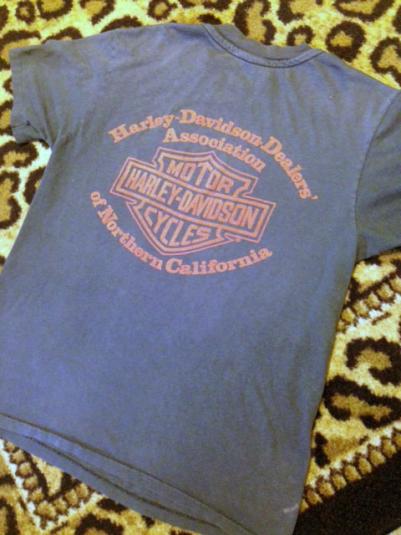 Harley-Davidson Dealers'
Association
MOTOR
HARLEY-DAVIDSON
CYCLES
of Northern California